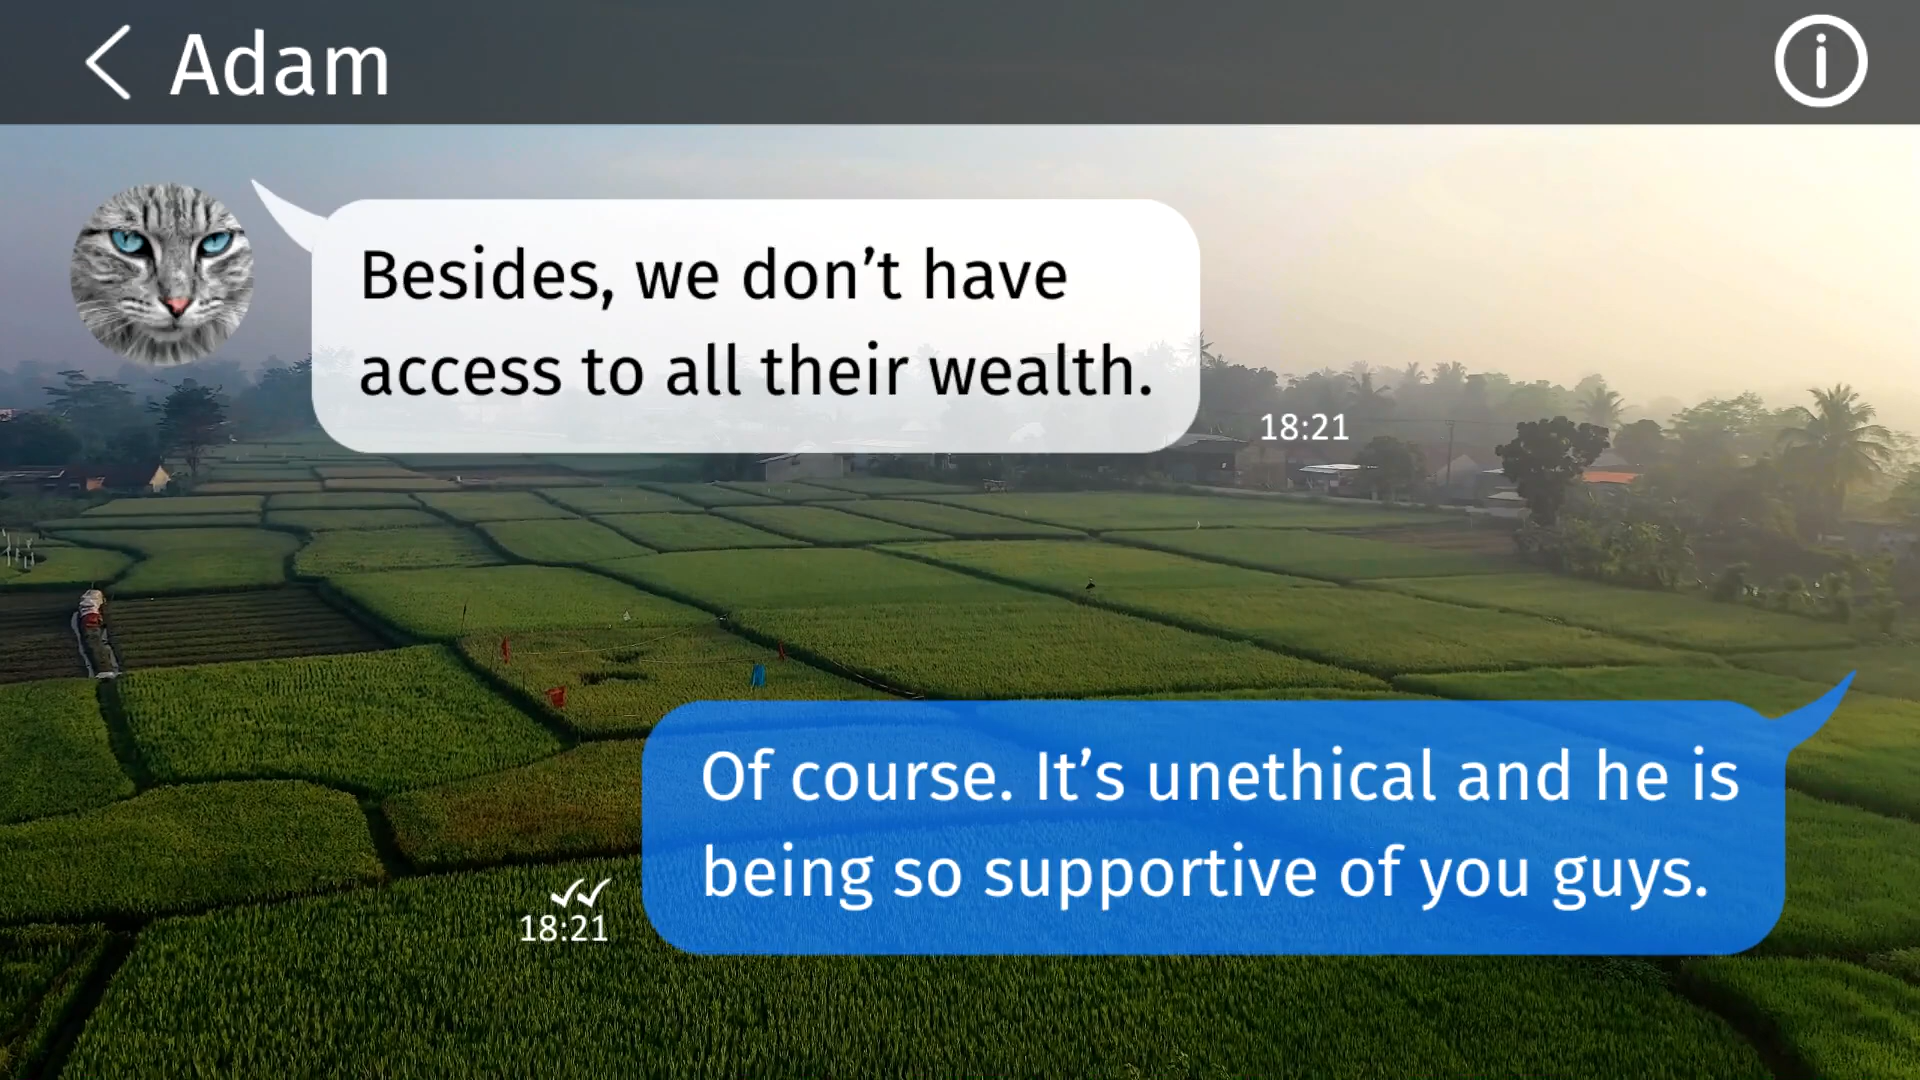 Adam
Besides, we don’t have
access to all their wealth.
18:21
Of course. It’s unethical and he is
being so supportive of you guys.
18:21